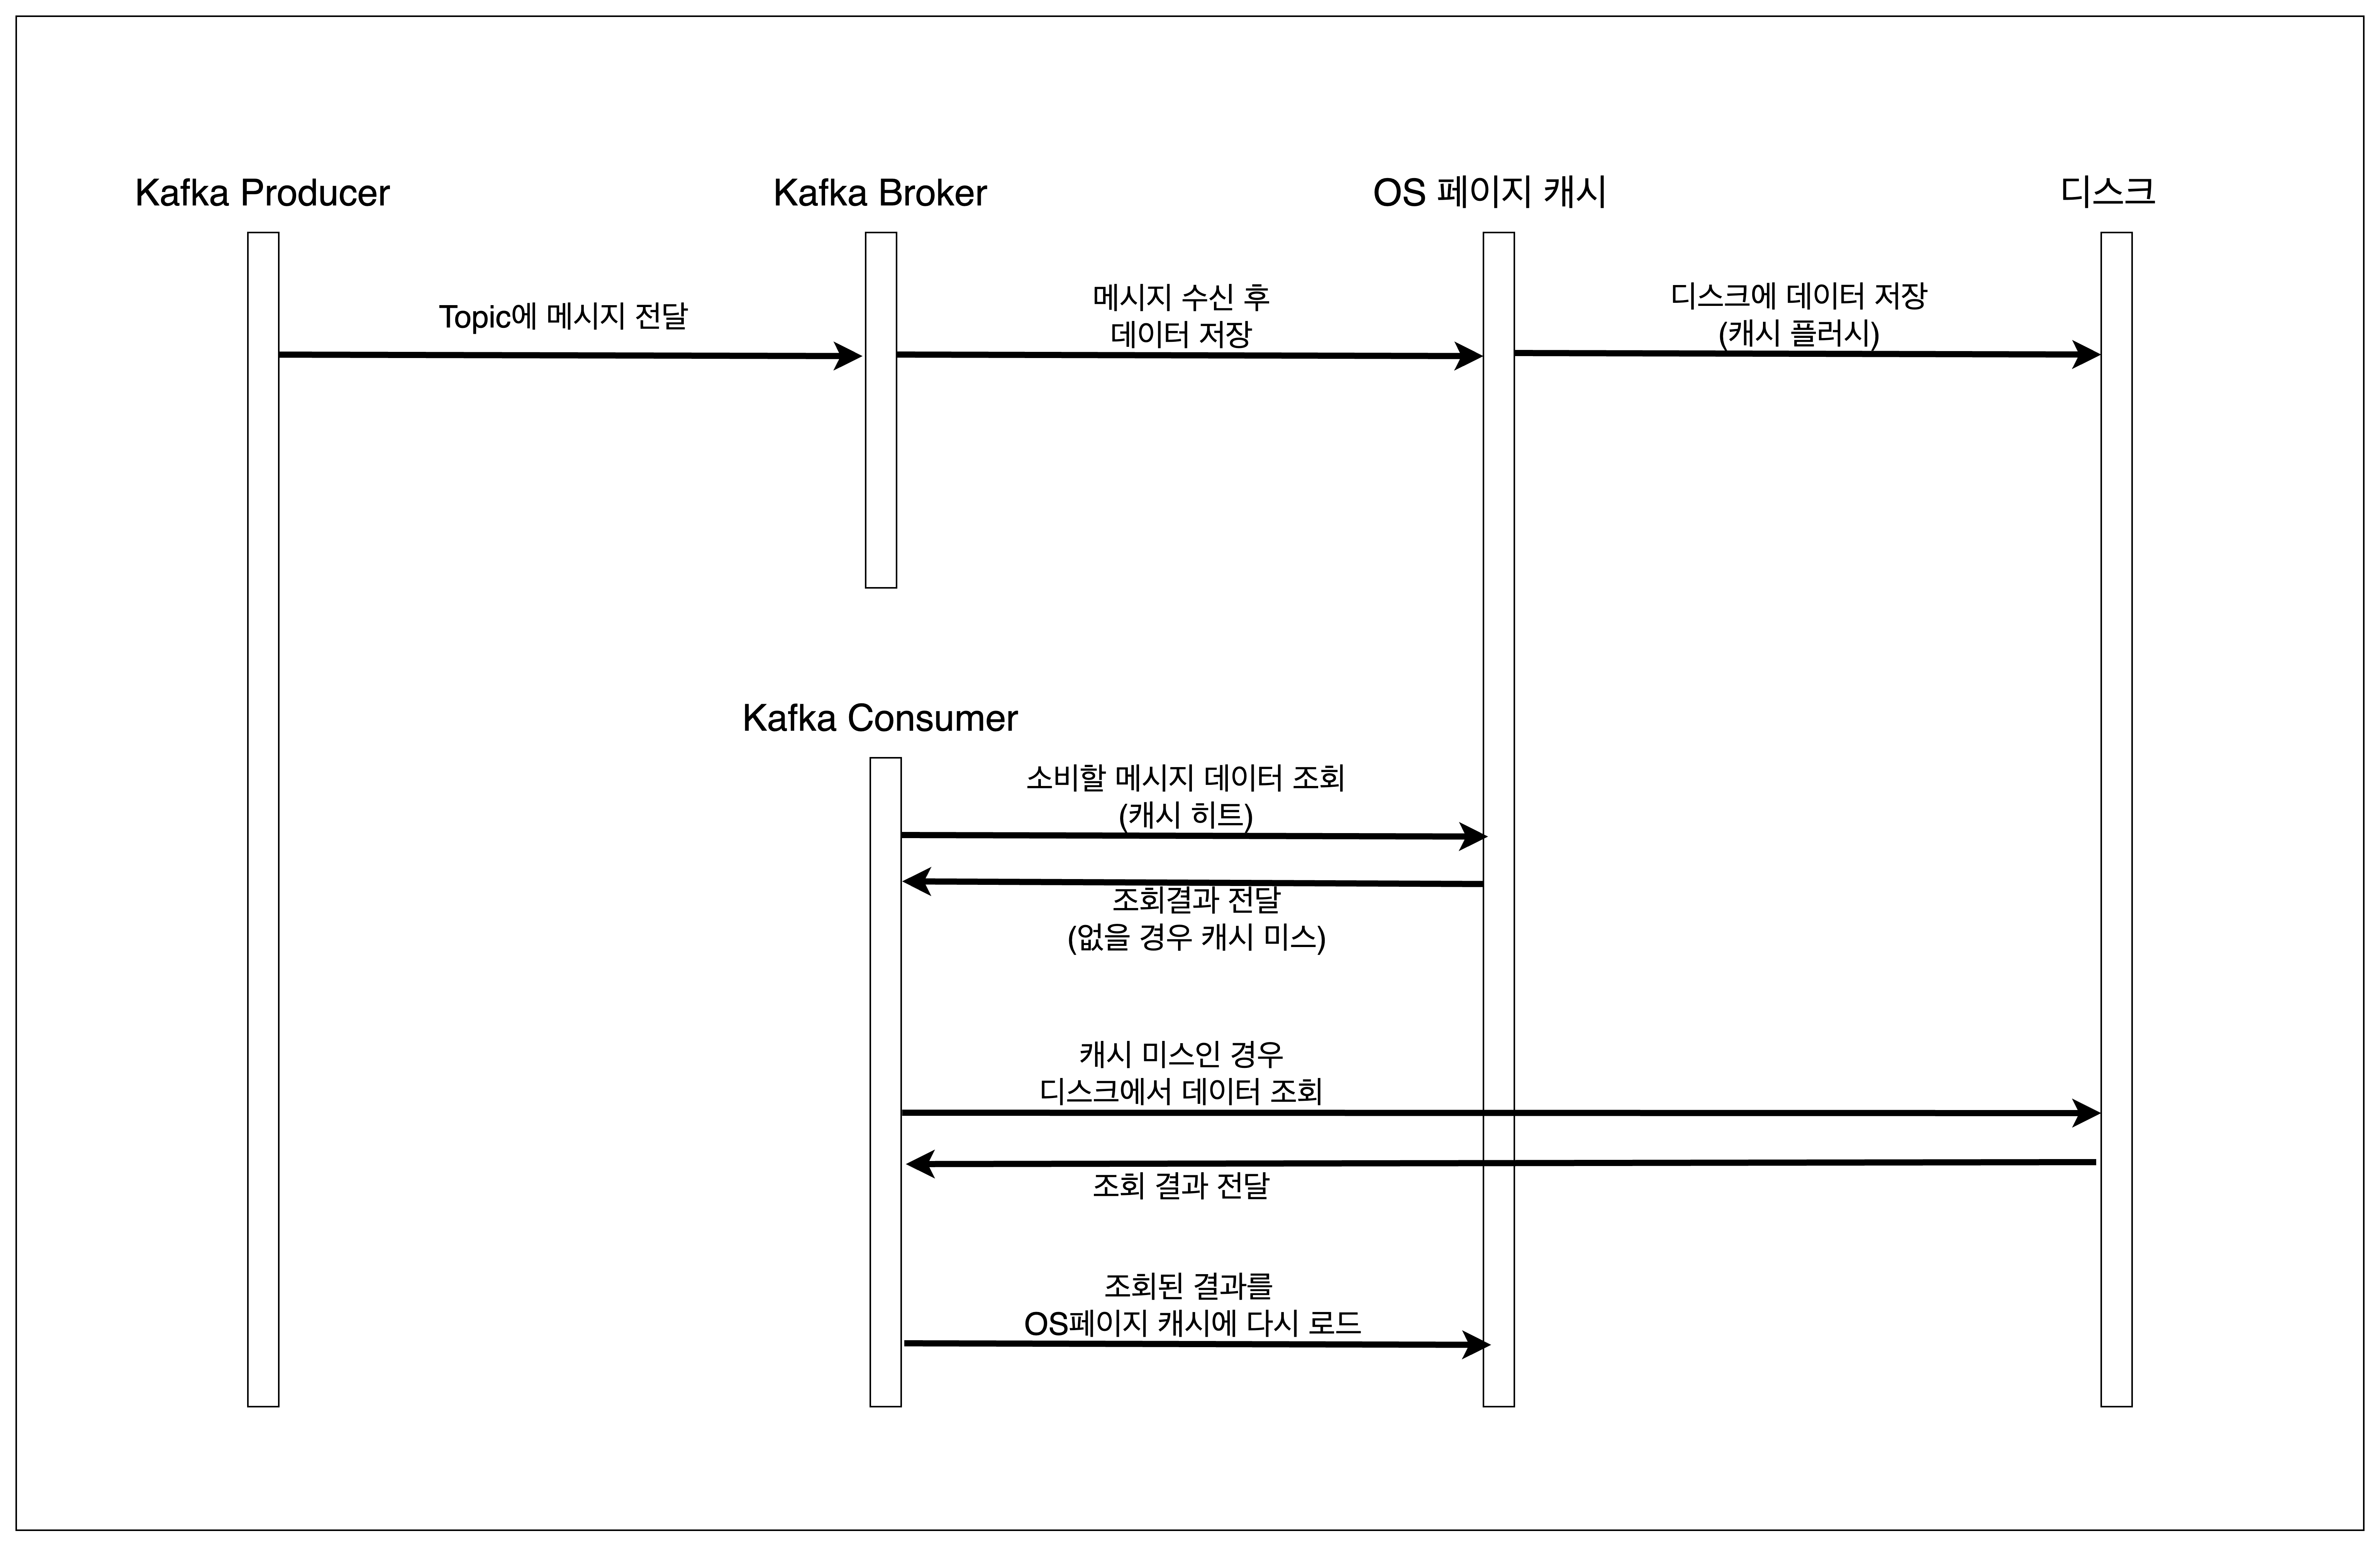 Kafka Producer
Kafka Broker
OS 페이지 캐시
디스크
Topic에 메시지 전달
메시지 수신 후
데이터 저장
디스크에 데이터 저장
(캐시 플러시)
Kafka Consumer
소비할 메시지 데이터 조회
(캐시 히트)
조회결과 전달
(없을 경우 캐시 미스)
캐시 미스인 경우
디스크에서 데이터 조회
조회 결과 전달
조회된 결과를
OS페이지 캐시에 다시 로드